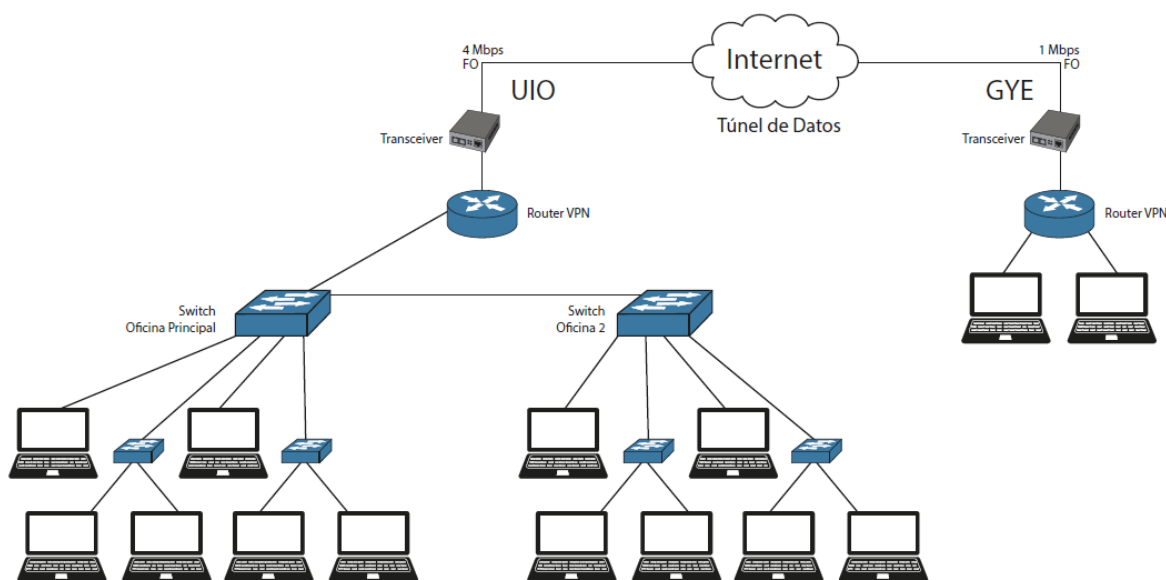 4 Mbps
FO
UIO
Internet
Túnel de Datos
1 Mbps
FO
GYE
Transceiver
Transceiver
Router VPN
Router VPN
Switch
Oficina Principal
Switch
Oficina 2